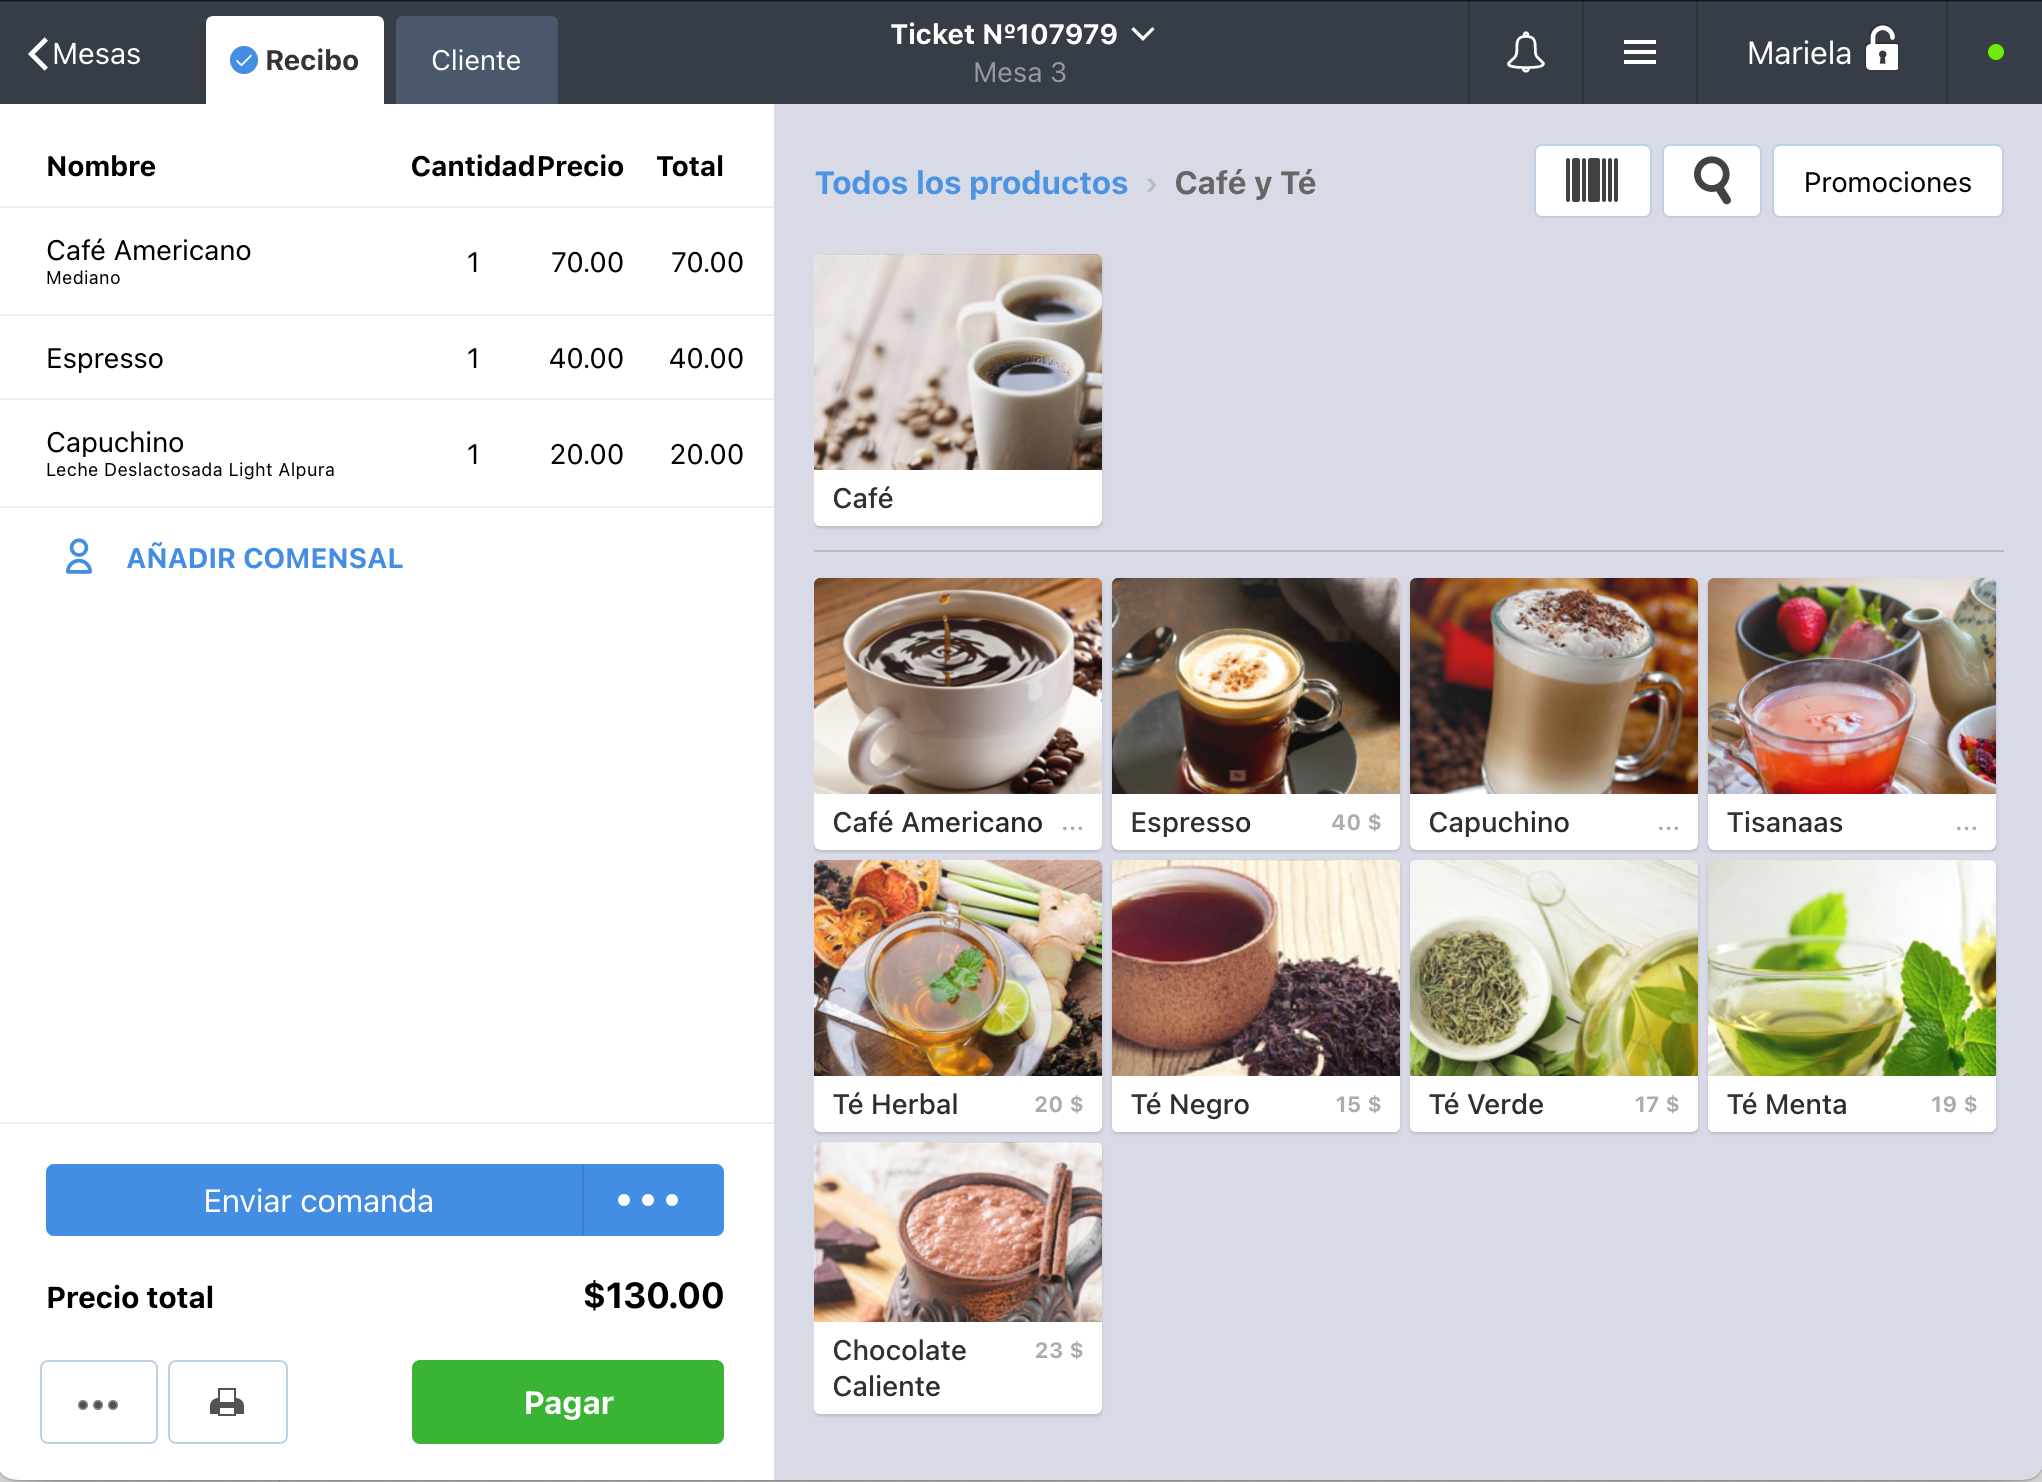 Mesas
Recibo
Cliente
Ticket Nº107979
Mesa 3
Mariela
Nombre Cantidad Precio Total
Café Americano 1 70.00 70.00
Mediano
Espresso 1 40.00 40.00
Capuchino 1 20.00 20.00
Leche Deslactosada Light Alpura
AÑADIR COMENSAL
Enviar comanda
Precio total $130.00
Pagar
Todos los productos › Café y Té
Promociones
Café
Café Americano ...
Espresso 40 $
Capuchino ...
Tisanaas ...
Té Herbal 20 $
Té Negro 15 $
Té Verde 17 $
Té Menta 19 $
Chocolate 23 $
Caliente